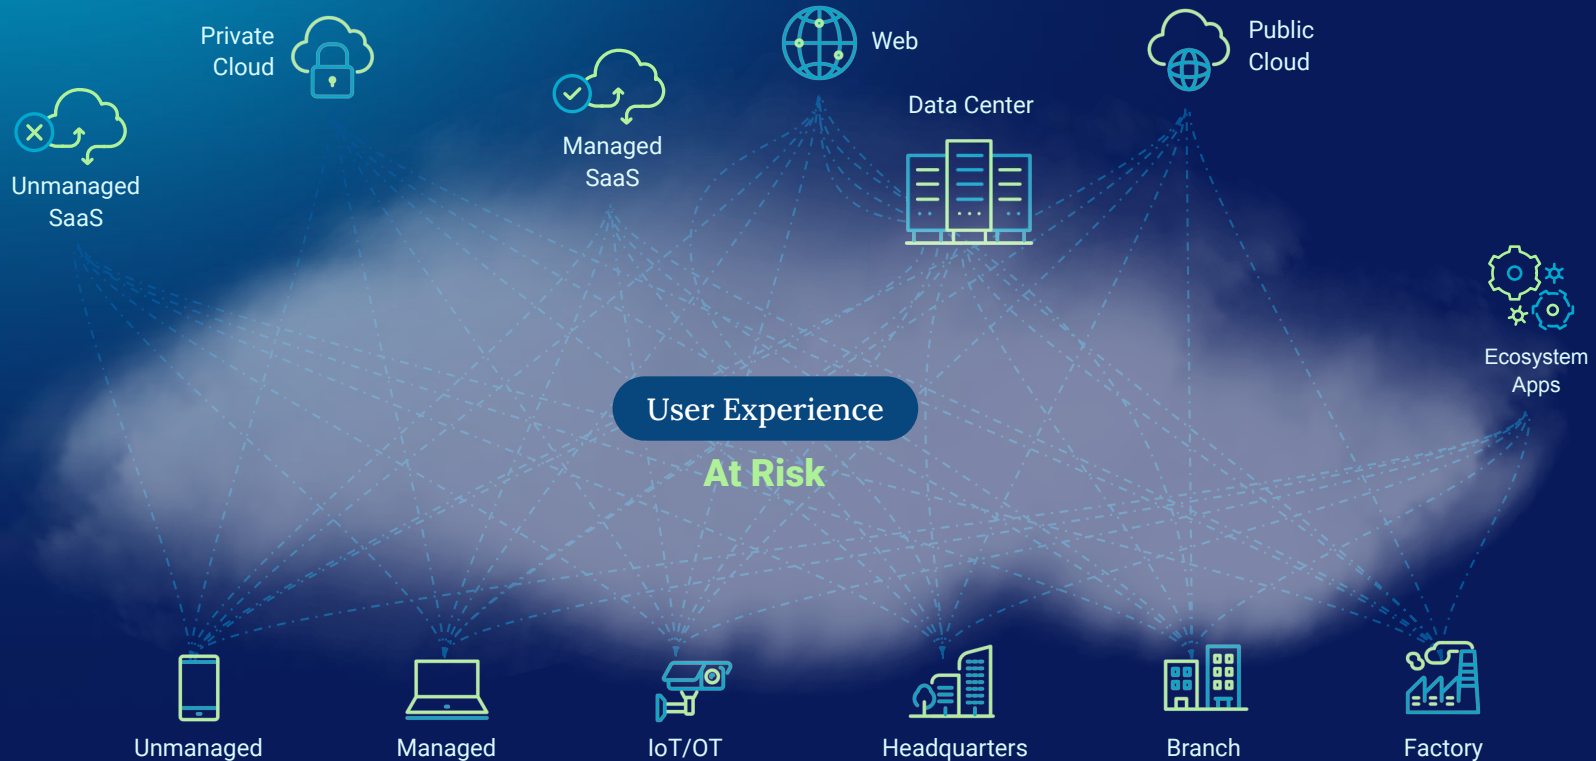 Private
Cloud
Web
Public
Cloud
Data Center
Managed
SaaS
Unmanaged
SaaS
Ecosystem
Apps
User Experience
At Risk
Unmanaged
Managed
IoT/OT
Headquarters
Branch
Factory